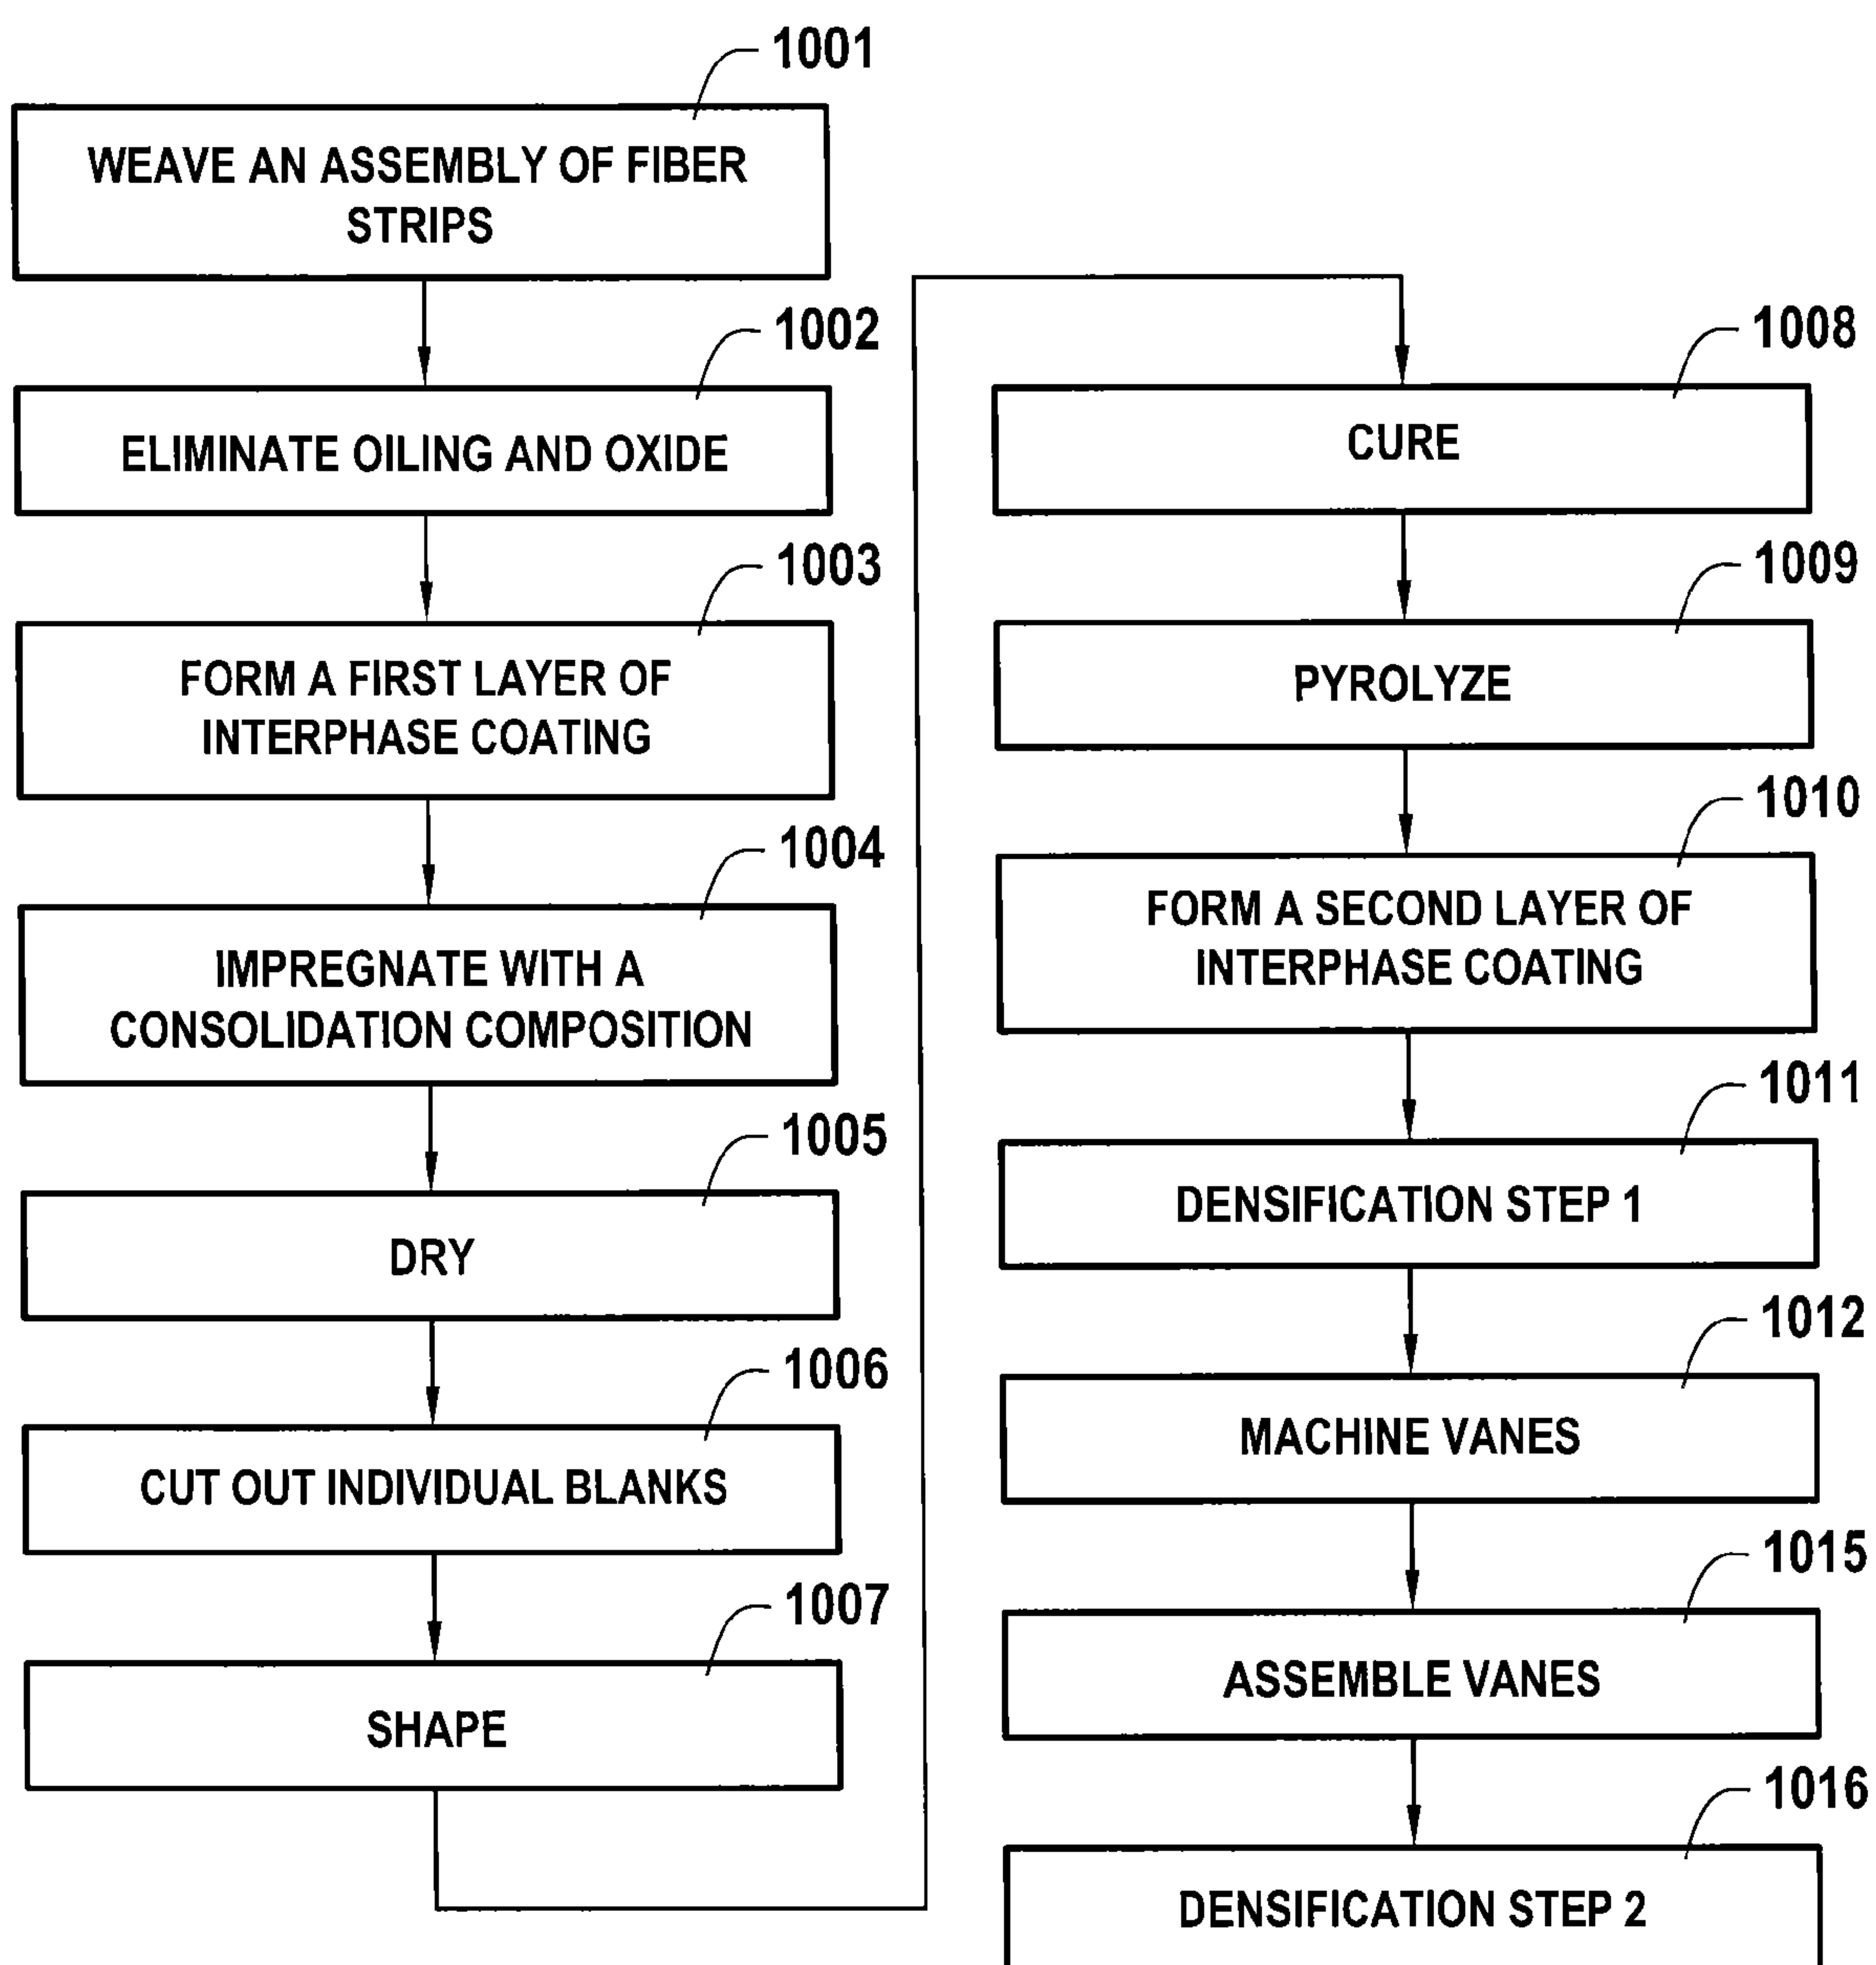 1001
WEAVE AN ASSEMBLY OF FIBER
STRIPS
1002
ELIMINATE OILING AND OXIDE
1003
FORM A FIRST LAYER OF
INTERPHASE COATING
1004
IMPREGNATE WITH A
CONSOLIDATION COMPOSITION
1005
DRY
1006
CUT OUT INDIVIDUAL BLANKS
1007
SHAPE
1008
CURE
1009
PYROLYZE
1010
FORM A SECOND LAYER OF
INTERPHASE COATING
1011
DENSIFICATION STEP 1
1012
MACHINE VANES
1015
ASSEMBLE VANES
1016
DENSIFICATION STEP 2